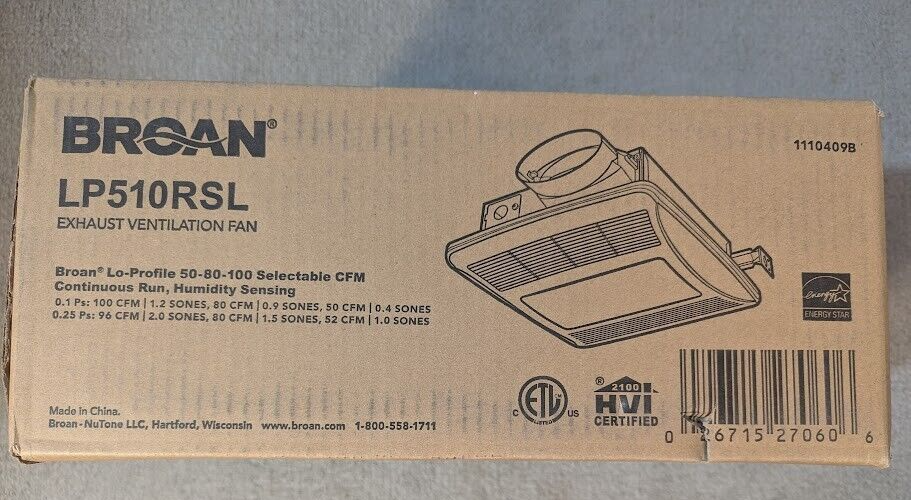 BROAN®
1110409B
LP510RSL
EXHAUST VENTILATION FAN
Broan® Lo-Profile 50-80-100 Selectable CFM
Continuous Run, Humidity Sensing
0.1 Ps: 100 CFM | 1.2 SONES, 80 CFM | 0.9 SONES, 50 CFM | 0.4 SONES
0.25 Ps: 96 CFM | 2.0 SONES, 80 CFM | 1.5 SONES, 52 CFM | 1.0 SONES
energy
ENERGY STAR
Made in China.
Broan-NuTone LLC, Hartford, Wisconsin www.broan.com 1-800-558-1711
C ETL US
LISTED
® 2100
HVI
CERTIFIED
0 26715 27060 6